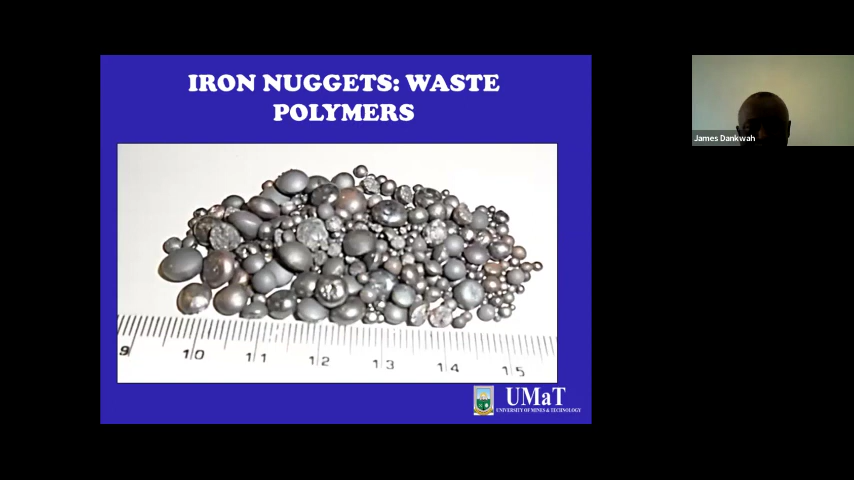 IRON NUGGETS: WASTE
POLYMERS
James Dankwah
9 10 11 12 13 14 15
UMaT
UNIVERSITY OF MINES & TECHNOLOGY